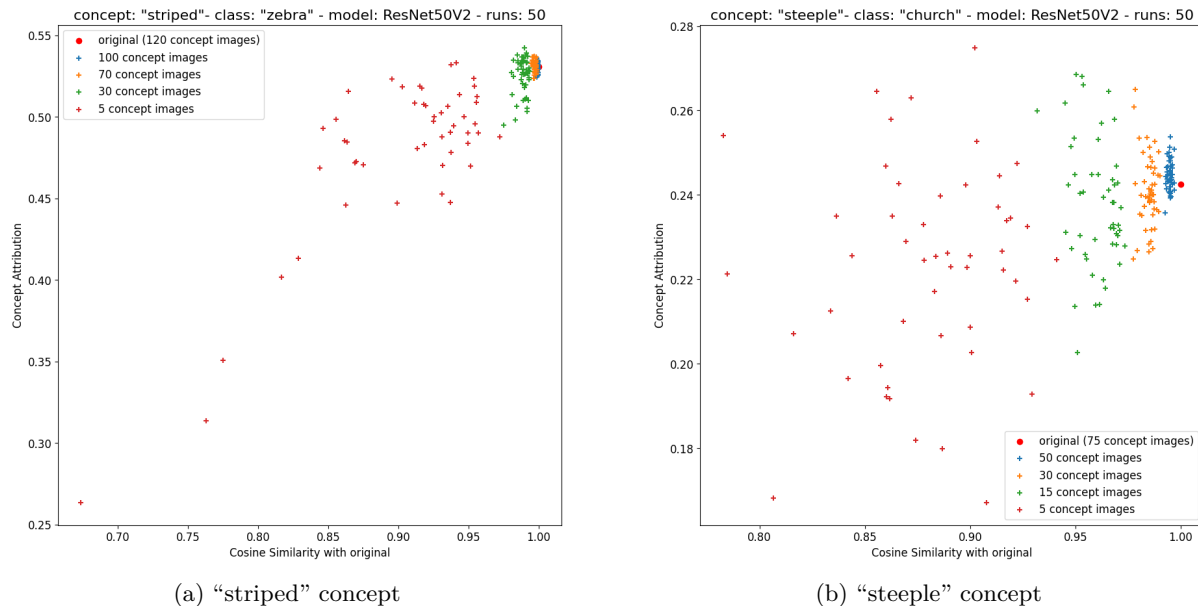 concept: "striped"- class: "zebra" - model: ResNet50V2 - runs: 50
original (120 concept images)
100 concept images
70 concept images
30 concept images
5 concept images
Concept Attribution
0.55
0.50
0.45
0.40
0.35
0.30
0.25
0.70
0.75
0.80
0.85
0.90
0.95
1.00
Cosine Similarity with original
(a) “striped” concept
concept: "steeple"- class: "church" - model: ResNet50V2 - runs: 50
Concept Attribution
0.28
0.26
0.24
0.22
0.20
0.18
original (75 concept images)
50 concept images
30 concept images
15 concept images
5 concept images
0.80
0.85
0.90
0.95
1.00
Cosine Similarity with original
(b) “steeple” concept